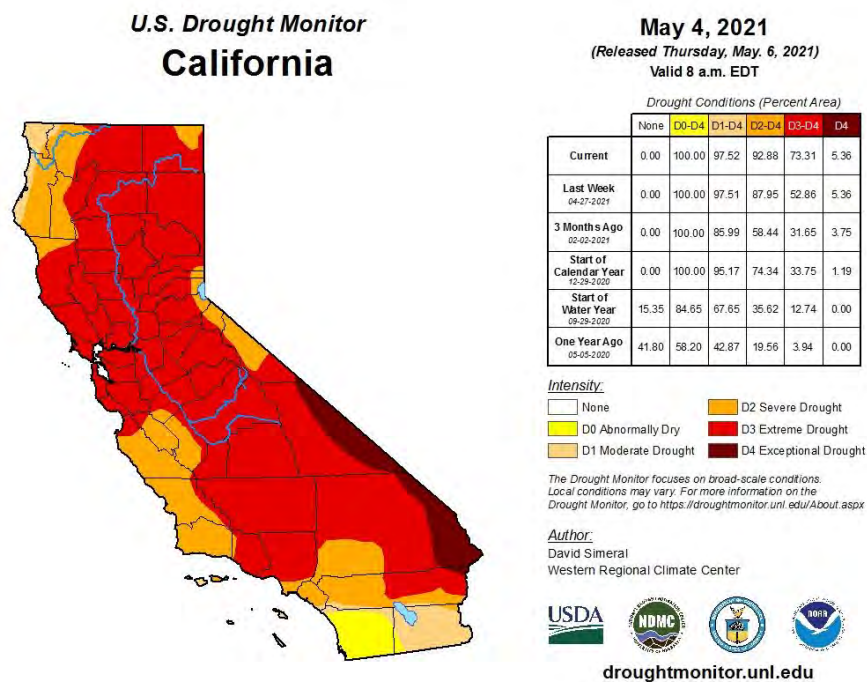 U.S. Drought Monitor
California
May 4, 2021
(Released Thursday, May. 6, 2021)
Valid 8 a.m. EDT
Drought Conditions (Percent Area)
None D0-D4 D1-D4 D2-D4 D3-D4 D4
Current 0.00 100.00 97.52 92.88 73.31 5.36
Last Week
04-27-2021
0.00 100.00 97.51 87.95 52.86 5.36
3 Months Ago
02-02-2021
0.00 100.00 85.99 58.44 31.65 3.75
Start of
Calendar Year
12-29-2020
0.00 100.00 95.17 74.34 33.75 1.19
Start of
Water Year
09-29-2020
15.35 84.65 67.65 35.62 12.74 0.00
One Year Ago
05-05-2020
41.80 58.20 42.87 19.56 3.94 0.00
Intensity:
None
D0 Abnormally Dry
D1 Moderate Drought
D2 Severe Drought
D3 Extreme Drought
D4 Exceptional Drought
The Drought Monitor focuses on broad-scale conditions.
Local conditions may vary. For more information on the
Drought Monitor, go to https://droughtmonitor.unl.edu/About.aspx
Author:
David Simeral
Western Regional Climate Center
USDA
NDMC
NOAA
droughtmonitor.unl.edu